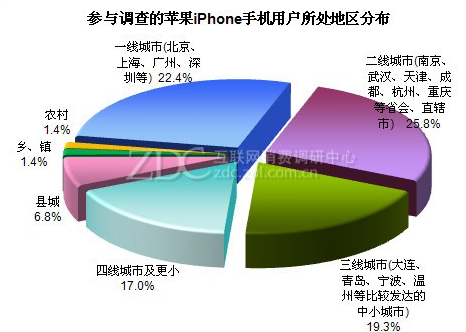 参与调查的苹果iPhone手机用户所处地区分布
一线城市(北京、
上海、广州、深
圳等) 22.4%
二线城市(南京、
武汉、天津、成
都、杭州、重庆
等省会、直辖
市) 25.8%
三线城市(大连、
青岛、宁波、温
州等比较发达的
中小城市)
19.3%
四线城市及更小
17.0%
县城
6.8%
乡、镇
1.4%
农村
1.4%
ZDC 互联网消费调研中心
zdc.zol.com.cn